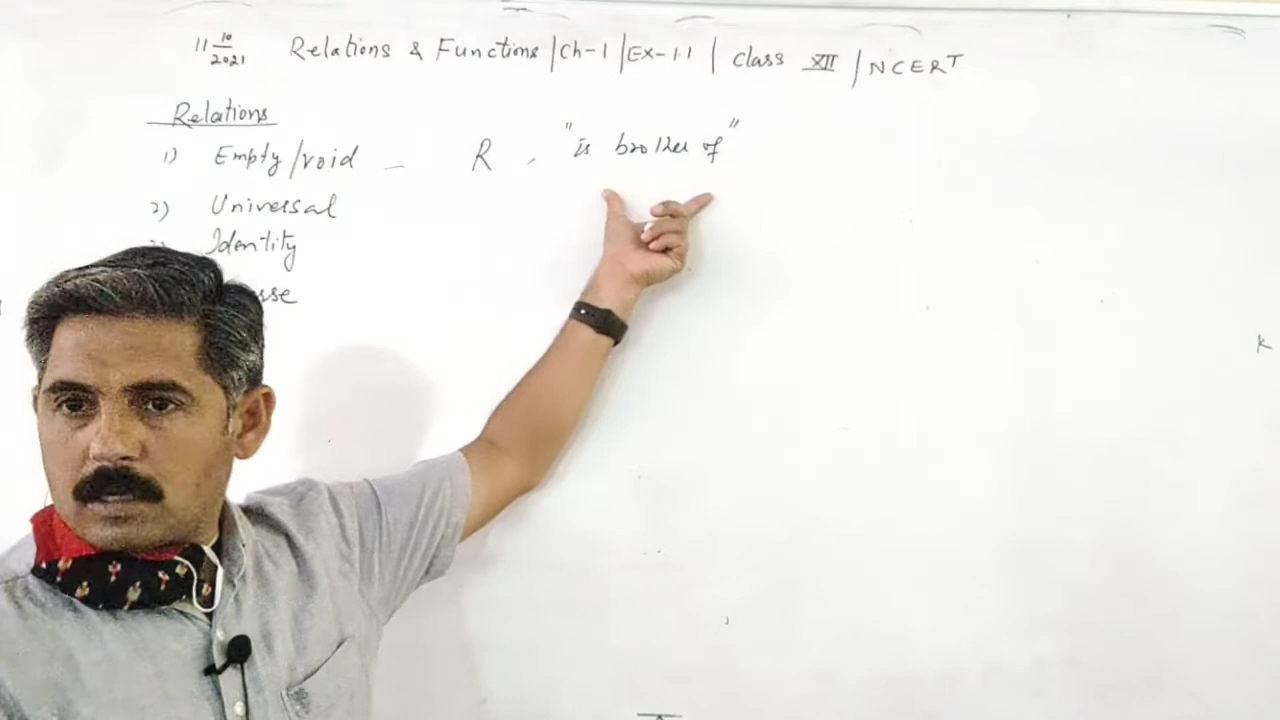 11 10/2021 Relations & Functions | Ch-1 | Ex-1.1 | Class XII | NCERT
Relations
1) Empty/void – R, "is brother of"
2) Universal
Identity
K